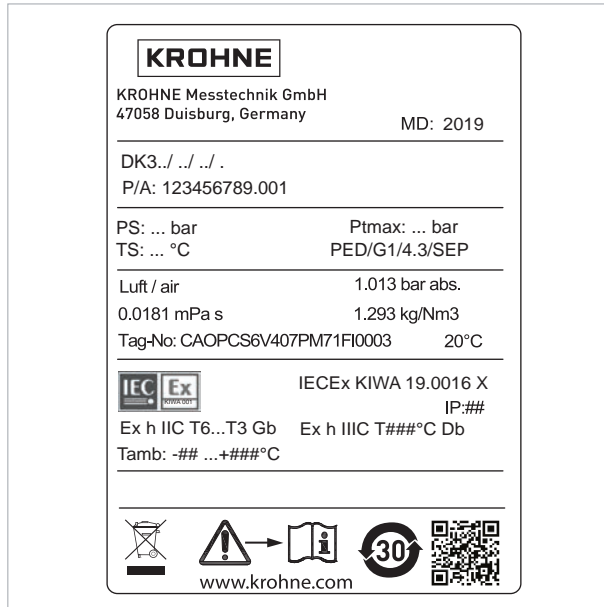 KROHNE
KROHNE Messtechnik GmbH
47058 Duisburg, Germany
MD: 2019
DK3../ ../ ../ .
P/A: 123456789.001
PS: ... bar Ptmax: ... bar
TS: ... °C PED/G1/4.3/SEP
Luft / air 1.013 bar abs.
0.0181 mPa s 1.293 kg/Nm3
Tag-No: CAOPCS6V407PM71FI0003 20°C
IEC Ex IECEx KIWA 19.0016 X
KIWA 001
IP:##
Ex h IIC T6...T3 Gb Ex h IIIC T###°C Db
Tamb: -## ...+###°C
i
30
www.krohne.com